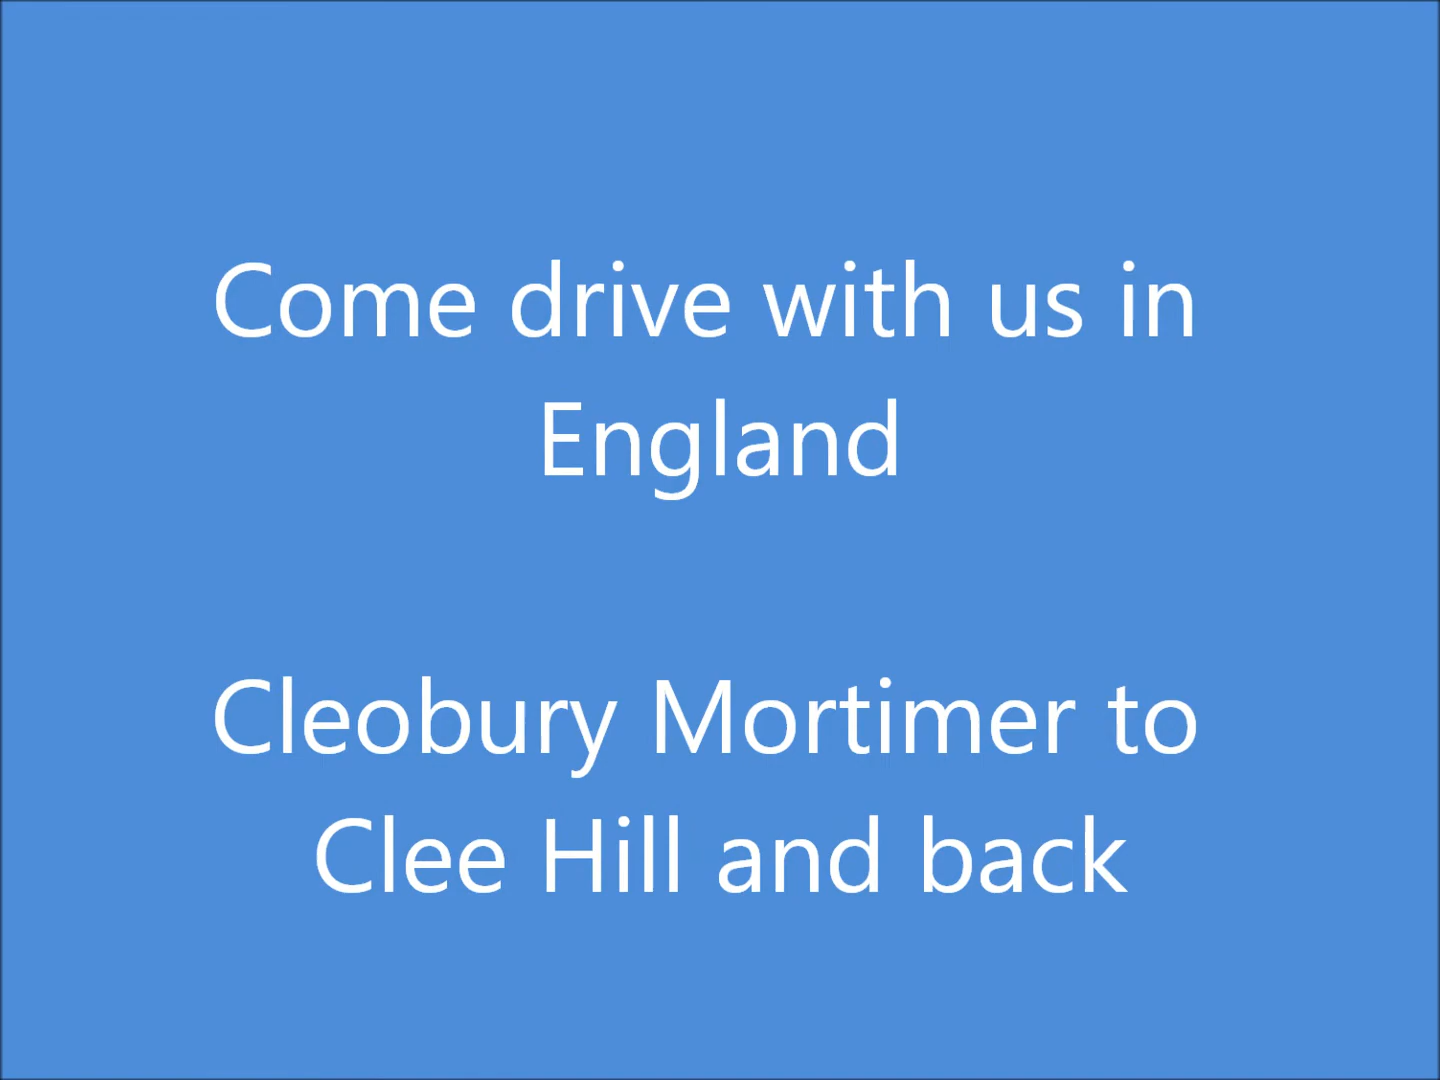 Come drive with us in
England
Cleobury Mortimer to
Clee Hill and back